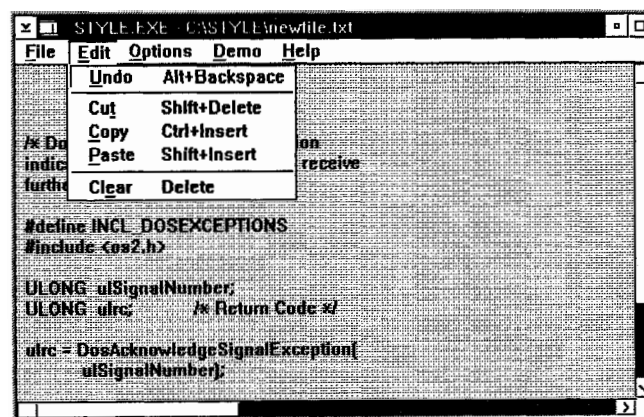 STYLE.EXE - C:\STYLE\newfile.txt
File Edit Options Demo Help
Undo Alt+Backspace
Cut Shift+Delete
Copy Ctrl+Insert
Paste Shift+Insert
Clear Delete
/* Do on
indic receive
furthe
#define INCL_DOSEXCEPTIONS
#include <os2.h>
ULONG ulSignalNumber;
ULONG ulrc; /* Return Code */
ulrc = DosAcknowledgeSignalException(
ulSignalNumber);